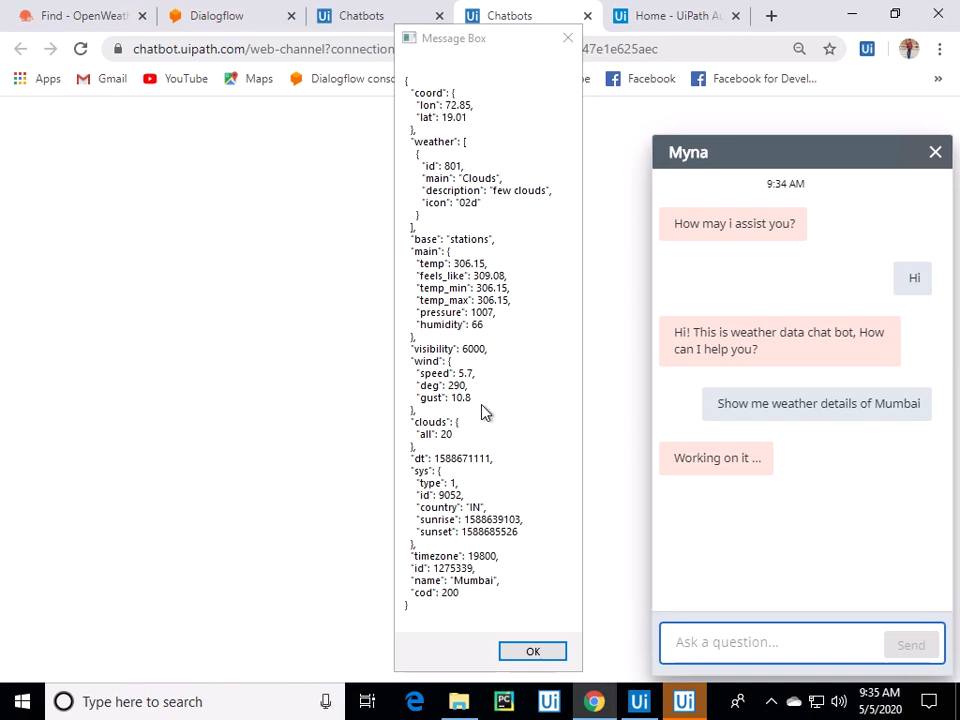 Find - OpenWeath
Dialogflow
Chatbots
Chatbots
Home - UiPath Au
chatbot.uipath.com/web-channel?connection
47e1e625aec
Apps
Gmail
YouTube
Maps
Dialogflow conso
Facebook
Facebook for Devel...
»
Message Box
{
"coord": {
"lon": 72.85,
"lat": 19.01
},
"weather": [
{
"id": 801,
"main": "Clouds",
"description": "few clouds",
"icon": "02d"
}
],
"base": "stations",
"main": {
"temp": 306.15,
"feels_like": 309.08,
"temp_min": 306.15,
"temp_max": 306.15,
"pressure": 1007,
"humidity": 66
},
"visibility": 6000,
"wind": {
"speed": 5.7,
"deg": 290,
"gust": 10.8
},
"clouds": {
"all": 20
},
"dt": 1588671111,
"sys": {
"type": 1,
"id": 9052,
"country": "IN",
"sunrise": 1588639103,
"sunset": 1588685526
},
"timezone": 19800,
"id": 1275339,
"name": "Mumbai",
"cod": 200
}
OK
Myna
9:34 AM
How may i assist you?
Hi
Hi! This is weather data chat bot, How
can I help you?
Show me weather details of Mumbai
Working on it ...
Ask a question...
Send
Type here to search
9:35 AM
5/5/2020